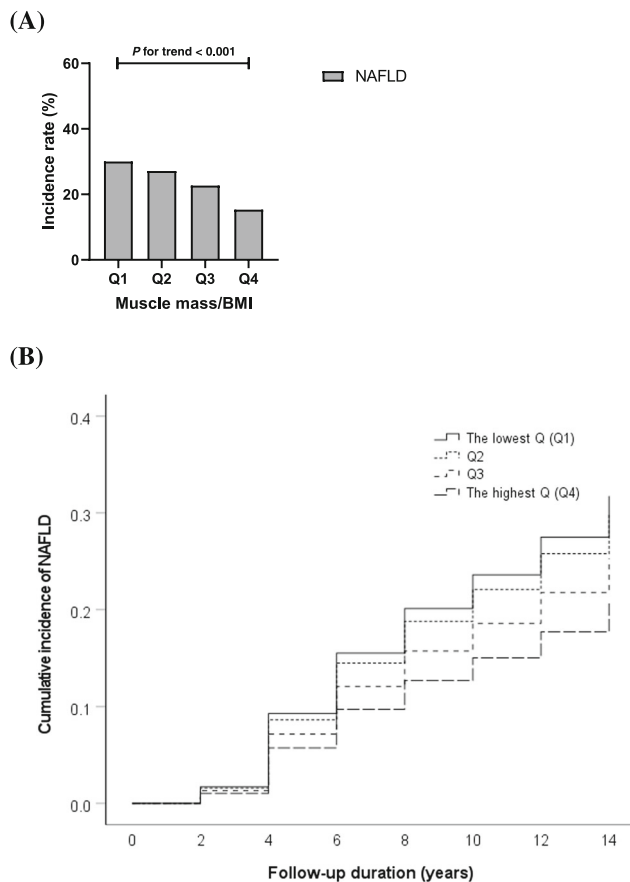 (A)
P for trend < 0.001
60
40
20
0
Incidence rate (%)
Q1 Q2 Q3 Q4
Muscle mass/BMI
NAFLD
(B)
0.4
0.3
0.2
0.1
0.0
Cumulative incidence of NAFLD
The lowest Q (Q1)
Q2
Q3
The highest Q (Q4)
0 2 4 6 8 10 12 14
Follow-up duration (years)